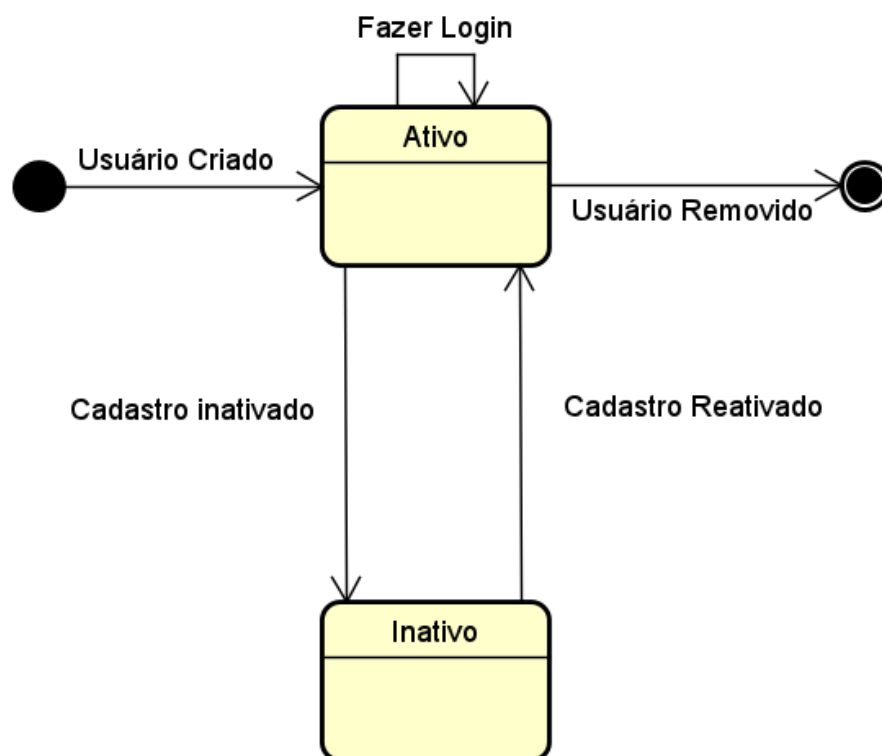 Fazer Login
Ativo
Usuário Criado
Usuário Removido
Cadastro inativado
Cadastro Reativado
Inativo